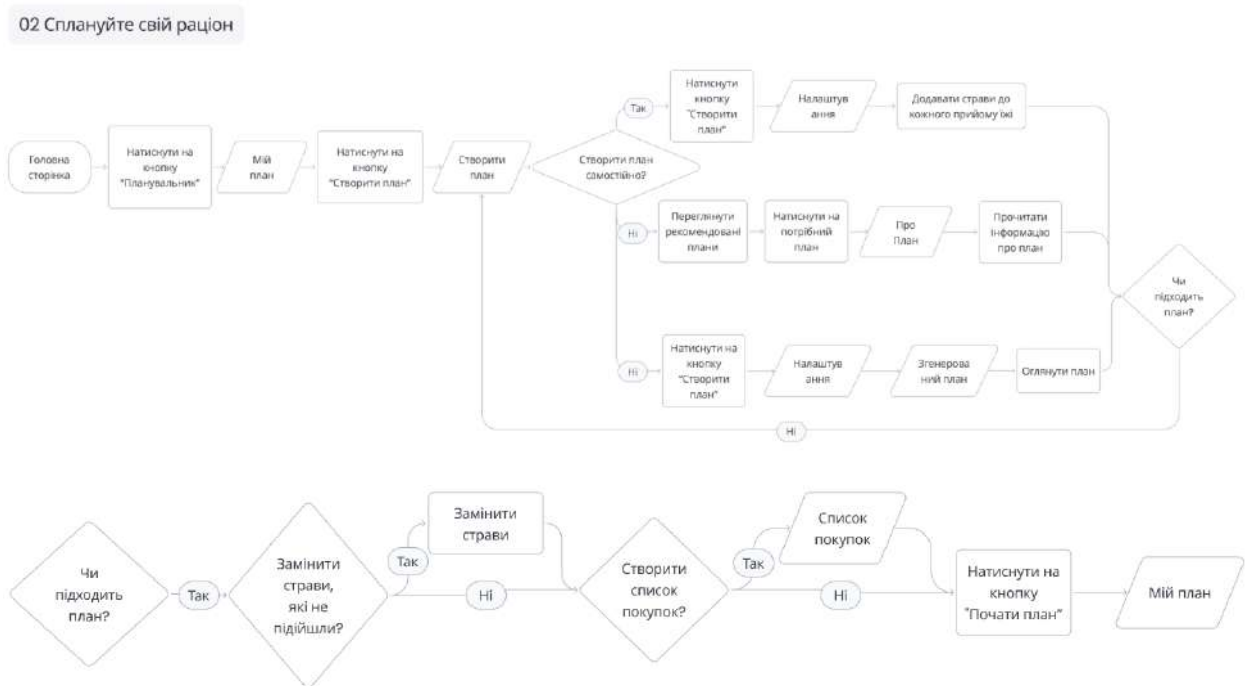 02 Сплануйте свій раціон
Головна
сторінка
Натиснути на
кнопку
"Планувальник"
Мій
план
Натиснути на
кнопку
"Створити план"
Створити
план
Створити план
самостійно?
Так
Натиснути
кнопку
"Створити
план"
Налаштув
ання
Додавати страви до
кожного прийому їжі
Ні
Переглянути
рекомендовані
плани
Натиснути на
потрібний
план
Про
План
Прочитати
інформацію
про план
Ні
Натиснути на
кнопку
"Створити
план"
Налаштув
ання
Згенерова
ний план
Оглянути план
Чи
підходить
план?
Ні
Чи
підходить
план?
Так
Замінити
страви,
які не
підійшли?
Так
Замінити
страви
Ні
Створити
список
покупок?
Так
Список
покупок
Ні
Натиснути на
кнопку
"Почати план"
Мій план